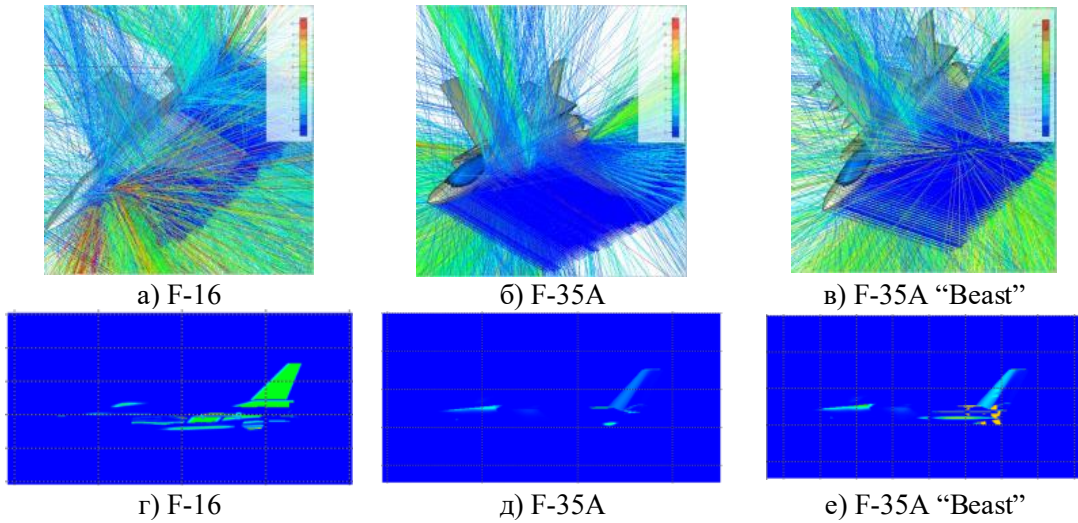 а) F-16
б) F-35A
в) F-35A “Beast”
г) F-16
д) F-35A
е) F-35A “Beast”